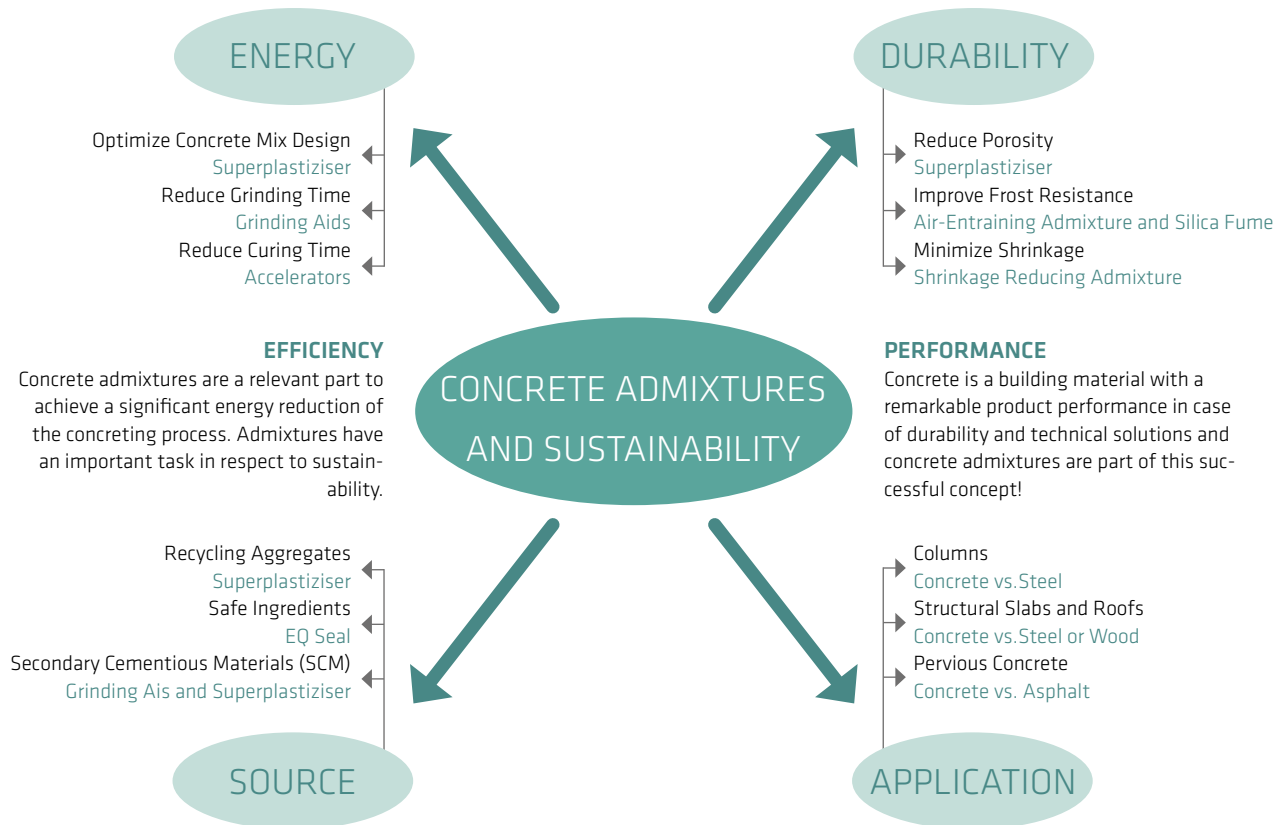 ENERGY
Optimize Concrete Mix Design
Superplastiziser
Reduce Grinding Time
Grinding Aids
Reduce Curing Time
Accelerators
DURABILITY
Reduce Porosity
Superplastiziser
Improve Frost Resistance
Air-Entraining Admixture and Silica Fume
Minimize Shrinkage
Shrinkage Reducing Admixture
EFFICIENCY
Concrete admixtures are a relevant part to
achieve a significant energy reduction of
the concreting process. Admixtures have
an important task in respect to sustain-
ability.
CONCRETE ADMIXTURES
AND SUSTAINABILITY
PERFORMANCE
Concrete is a building material with a
remarkable product performance in case
of durability and technical solutions and
concrete admixtures are part of this suc-
cessful concept!
Recycling Aggregates
Superplastiziser
Safe Ingredients
EQ Seal
Secondary Cementious Materials (SCM)
Grinding Ais and Superplastiziser
SOURCE
Columns
Concrete vs.Steel
Structural Slabs and Roofs
Concrete vs.Steel or Wood
Pervious Concrete
Concrete vs. Asphalt
APPLICATION